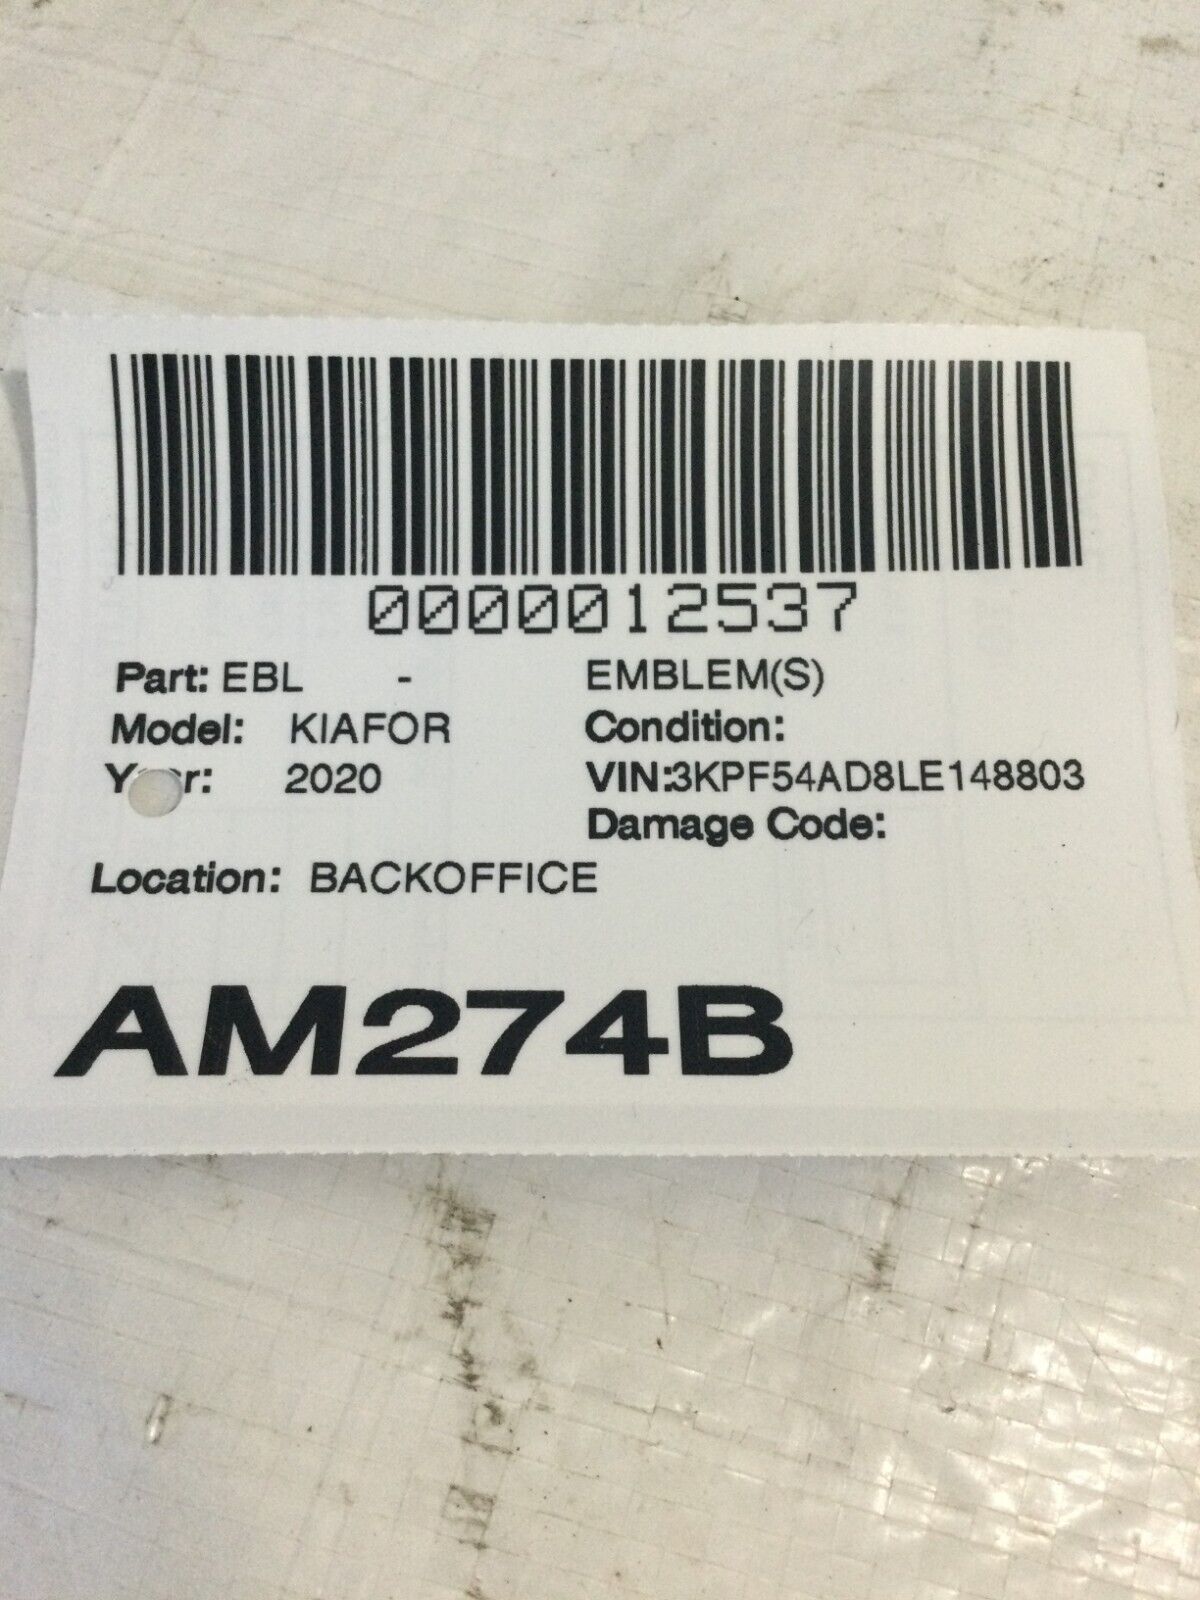 0000012537
Part: EBL - EMBLEM(S)
Model: KIAFOR Condition:
2020 VIN:3KPF54AD8LE148803
Damage Code:
Location: BACKOFFICE
AM274B